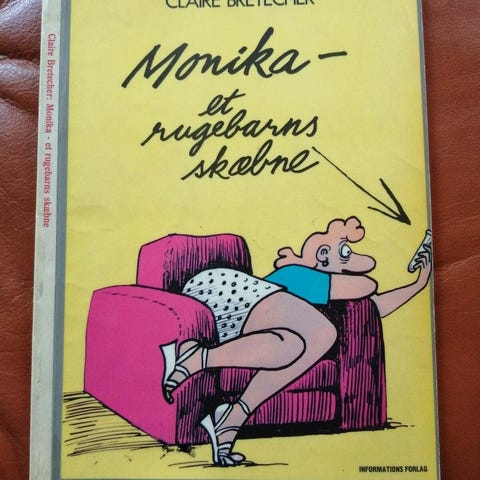 CLAIRE BRETECHER
Monika -
et
rugebarns
skæbne
INFORMATIONS FORLAG
Claire Bretecher: Monika - et rugebarns skæbne